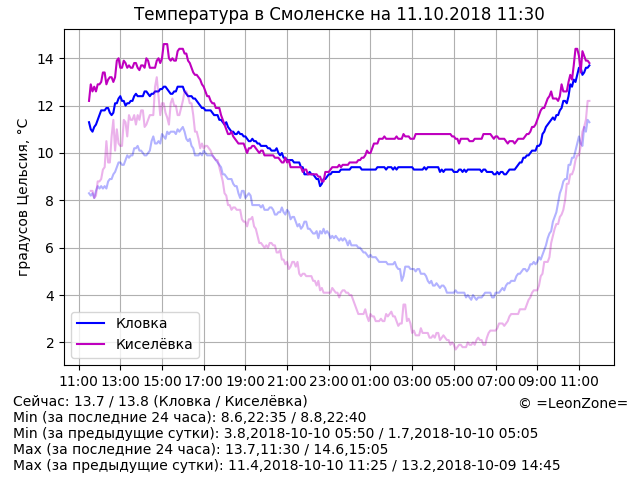 Температура в Смоленске на 11.10.2018 11:30
градусов Цельсия, °C
14
12
10
8
6
4
2
Кловка
Киселёвка
11:00 13:00 15:00 17:00 19:00 21:00 23:00 01:00 03:00 05:00 07:00 09:00 11:00
Сейчас: 13.7 / 13.8 (Кловка / Киселёвка)
© =LeonZone=
Min (за последние 24 часа): 8.6,22:35 / 8.8,22:40
Min (за предыдущие сутки): 3.8,2018-10-10 05:50 / 1.7,2018-10-10 05:05
Max (за последние 24 часа): 13.7,11:30 / 14.6,15:05
Max (за предыдущие сутки): 11.4,2018-10-10 11:25 / 13.2,2018-10-09 14:45